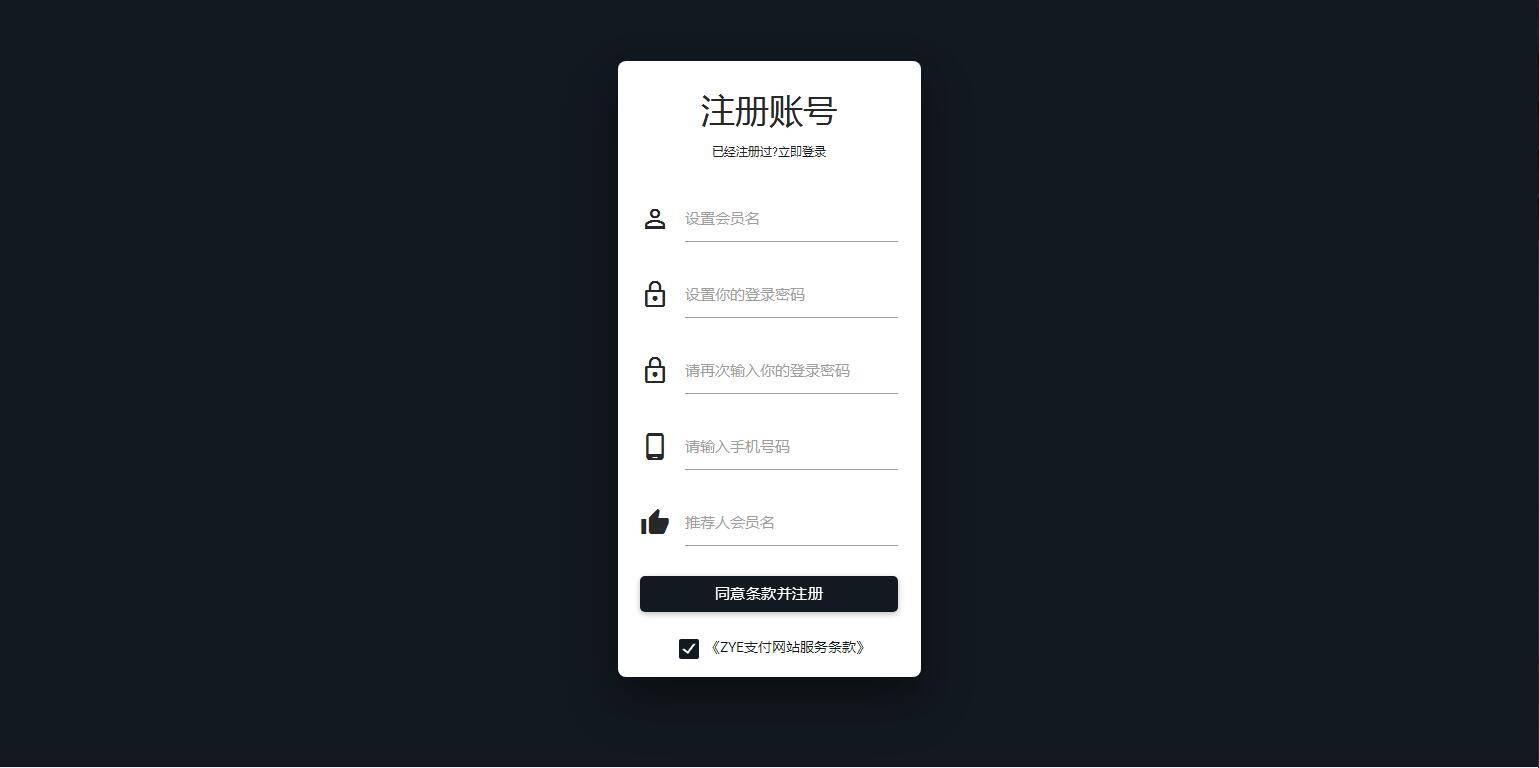 注册账号
已经注册过?立即登录
设置会员名
设置你的登录密码
请再次输入你的登录密码
请输入手机号码
推荐人会员名
同意条款并注册
《ZYE支付网站服务条款》